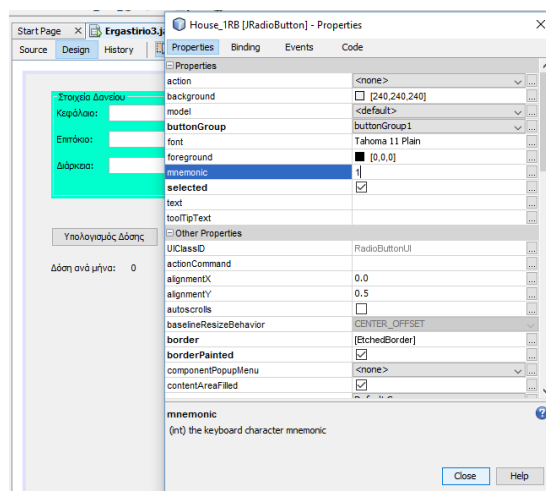 Start Page
Ergastirio3.ja
Source Design History
Στοιχεία Δανείου
Κεφάλαιο:
Επιτόκιο:
Διάρκεια:
Υπολογισμός Δόσης
Δόση ανά μήνα: 0
House_1RB [JRadioButton] - Properties
Properties Binding Events Code
Properties
action <none>
background [240,240,240]
model <default>
buttonGroup buttonGroup1
font Tahoma 11 Plain
foreground [0,0,0]
mnemonic 1
selected
text
toolTipText
Other Properties
UIClassID RadioButtonUI
actionCommand
alignmentX 0.0
alignmentY 0.5
autoscrolls
baselineResizeBehavior CENTER_OFFSET
border [EtchedBorder]
borderPainted
componentPopupMenu <none>
contentAreaFilled
mnemonic
(int) the keyboard character mnemonic
Close Help